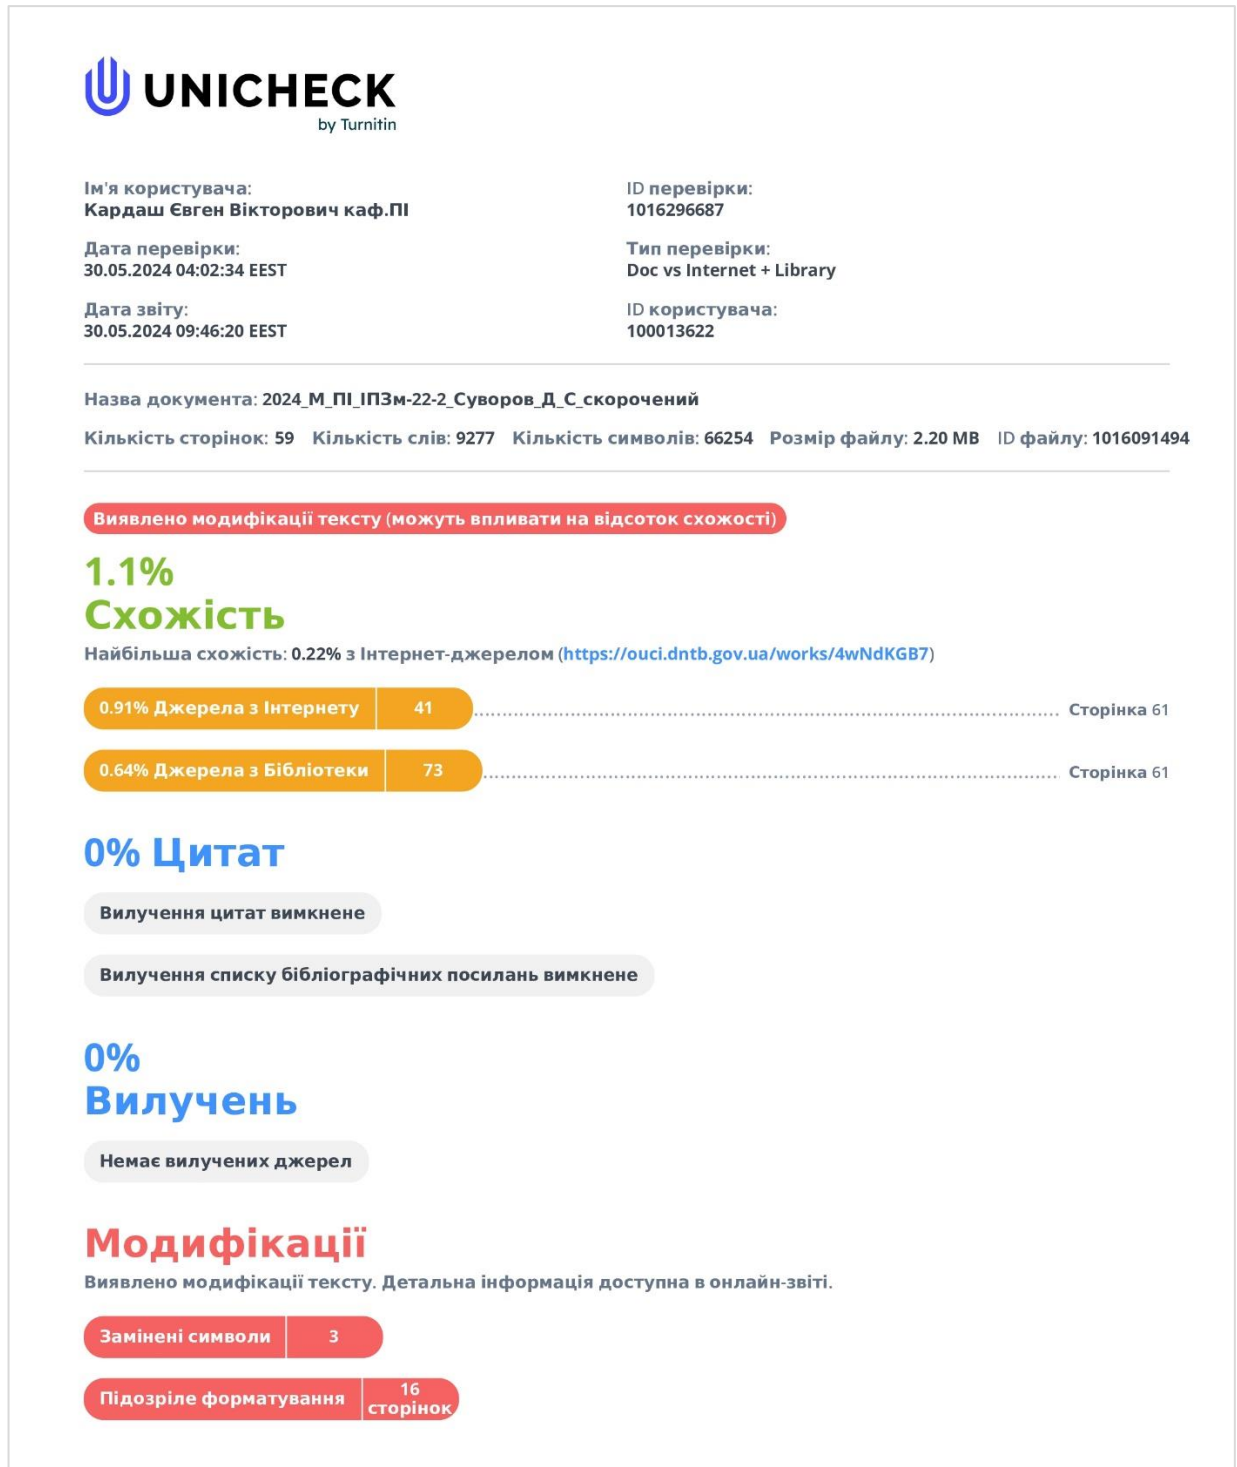 UNICHECK
by Turnitin
Ім'я користувача:
Кардаш Євген Вікторович каф.ПІ
ID перевірки:
1016296687
Дата перевірки:
30.05.2024 04:02:34 EEST
Тип перевірки:
Doc vs Internet + Library
Дата звіту:
30.05.2024 09:46:20 EEST
ID користувача:
100013622
Назва документа: 2024_М_ПІ_ІПЗм-22-2_Суворов_Д_С_скорочений
Кількість сторінок: 59 Кількість слів: 9277 Кількість символів: 66254 Розмір файлу: 2.20 MB ID файлу: 1016091494
Виявлено модифікації тексту (можуть впливати на відсоток схожості)
1.1%
Схожість
Найбільша схожість: 0.22% з Інтернет-джерелом (https://ouci.dntb.gov.ua/works/4wNdKGB7)
0.91% Джерела з Інтернету 41 Сторінка 61
0.64% Джерела з Бібліотеки 73 Сторінка 61
0% Цитат
Вилучення цитат вимкнене
Вилучення списку бібліографічних посилань вимкнене
0%
Вилучень
Немає вилучених джерел
Модифікації
Виявлено модифікації тексту. Детальна інформація доступна в онлайн-звіті.
Замінені символи 3
Підозріле форматування 16 сторінок